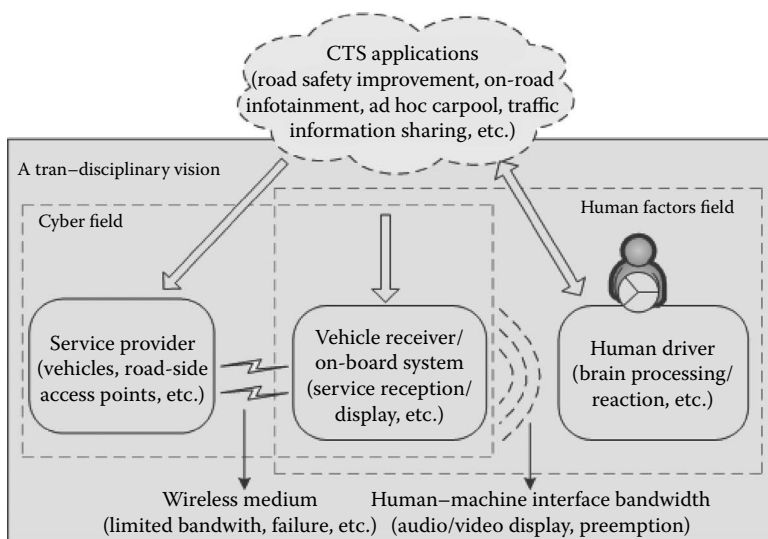 CTS applications
(road safety improvement, on-road
infotainment, ad hoc carpool, traffic
information sharing, etc.)
A tran–disciplinary vision
Cyber field
Human factors field
Service provider
(vehicles, road-side
access points, etc.)
Vehicle receiver/
on-board system
(service reception/
display, etc.)
Human driver
(brain processing/
reaction, etc.)
Wireless medium
(limited bandwith, failure, etc.)
Human–machine interface bandwidth
(audio/video display, preemption)